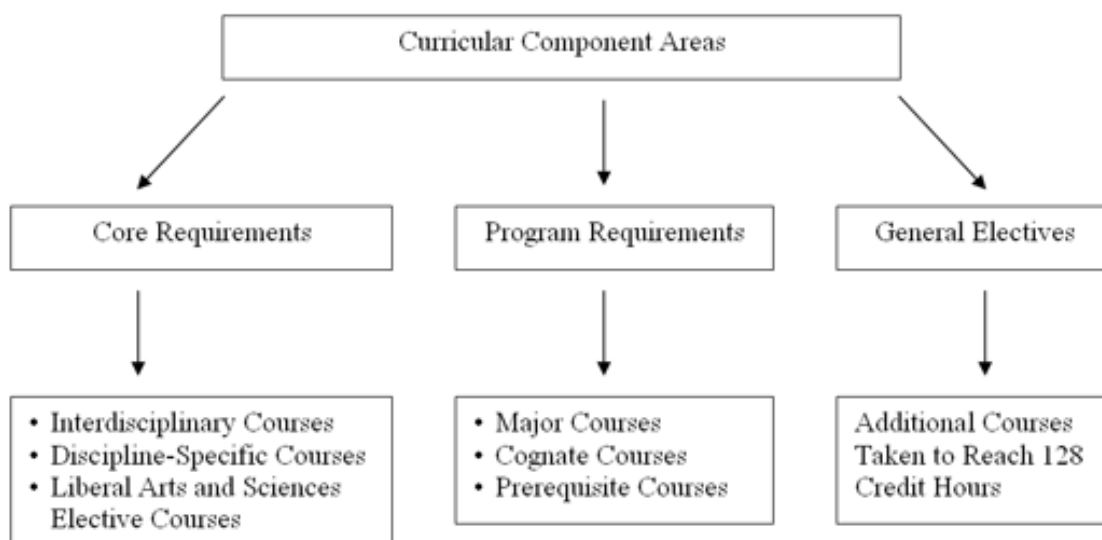 Curricular Component Areas
Core Requirements
Program Requirements
General Electives
• Interdisciplinary Courses
• Discipline-Specific Courses
• Liberal Arts and Sciences
Elective Courses
• Major Courses
• Cognate Courses
• Prerequisite Courses
Additional Courses
Taken to Reach 128
Credit Hours